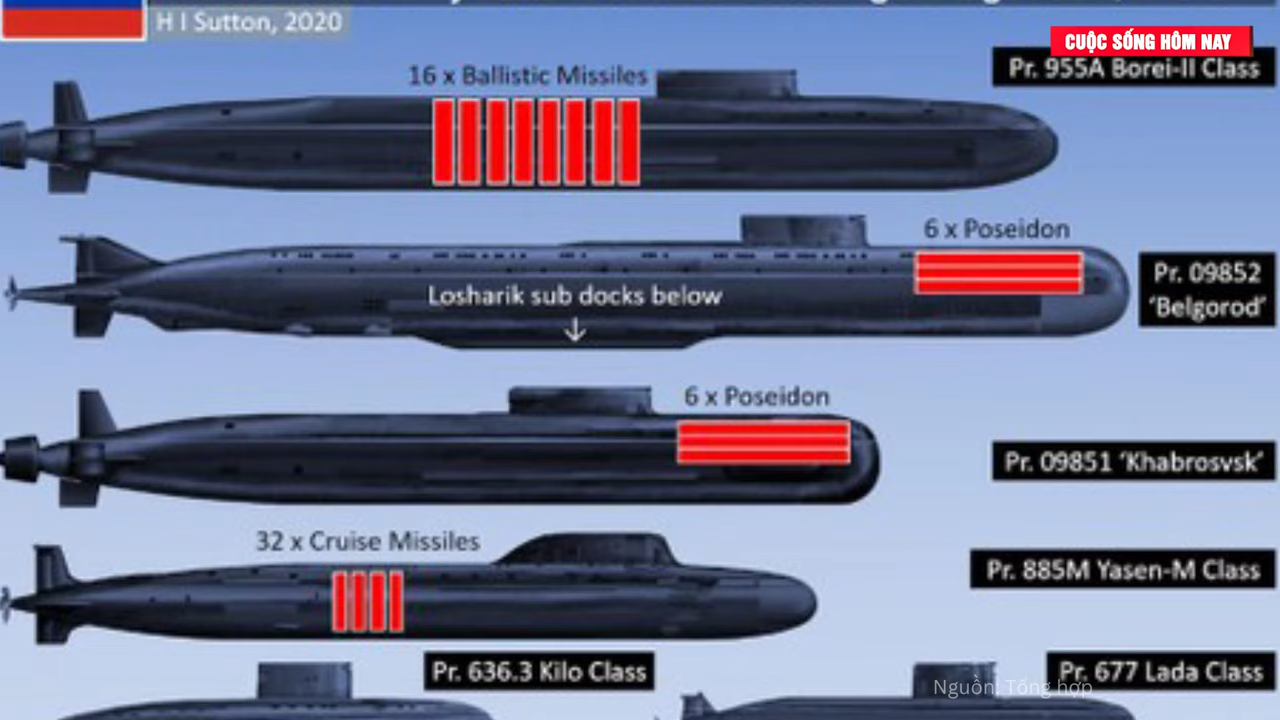 H I Sutton, 2020
CUỘC SỐNG HÔM NAY
16 x Ballistic Missiles
Pr. 955A Borei-II Class
6 x Poseidon
Losharik sub docks below
Pr. 09852
‘Belgorod’
6 x Poseidon
Pr. 09851 ‘Khabrosvsk’
32 x Cruise Missiles
Pr. 885M Yasen-M Class
Pr. 636.3 Kilo Class
Pr. 677 Lada Class
Nguồn: Tổng hợp